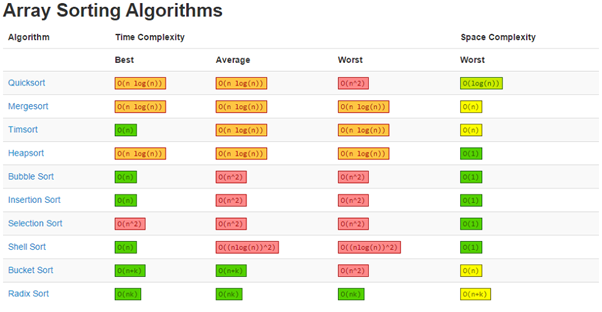 Array Sorting Algorithms
Algorithm Time Complexity Space Complexity
Best Average Worst Worst
Quicksort O(n log(n)) O(n log(n)) O(n^2) O(log(n))
Mergesort O(n log(n)) O(n log(n)) O(n log(n)) O(n)
Timsort O(n) O(n log(n)) O(n log(n)) O(n)
Heapsort O(n log(n)) O(n log(n)) O(n log(n)) O(1)
Bubble Sort O(n) O(n^2) O(n^2) O(1)
Insertion Sort O(n) O(n^2) O(n^2) O(1)
Selection Sort O(n^2) O(n^2) O(n^2) O(1)
Shell Sort O(n) O((nlog(n))^2) O((nlog(n))^2) O(1)
Bucket Sort O(n+k) O(n+k) O(n^2) O(n)
Radix Sort O(nk) O(nk) O(nk) O(n+k)